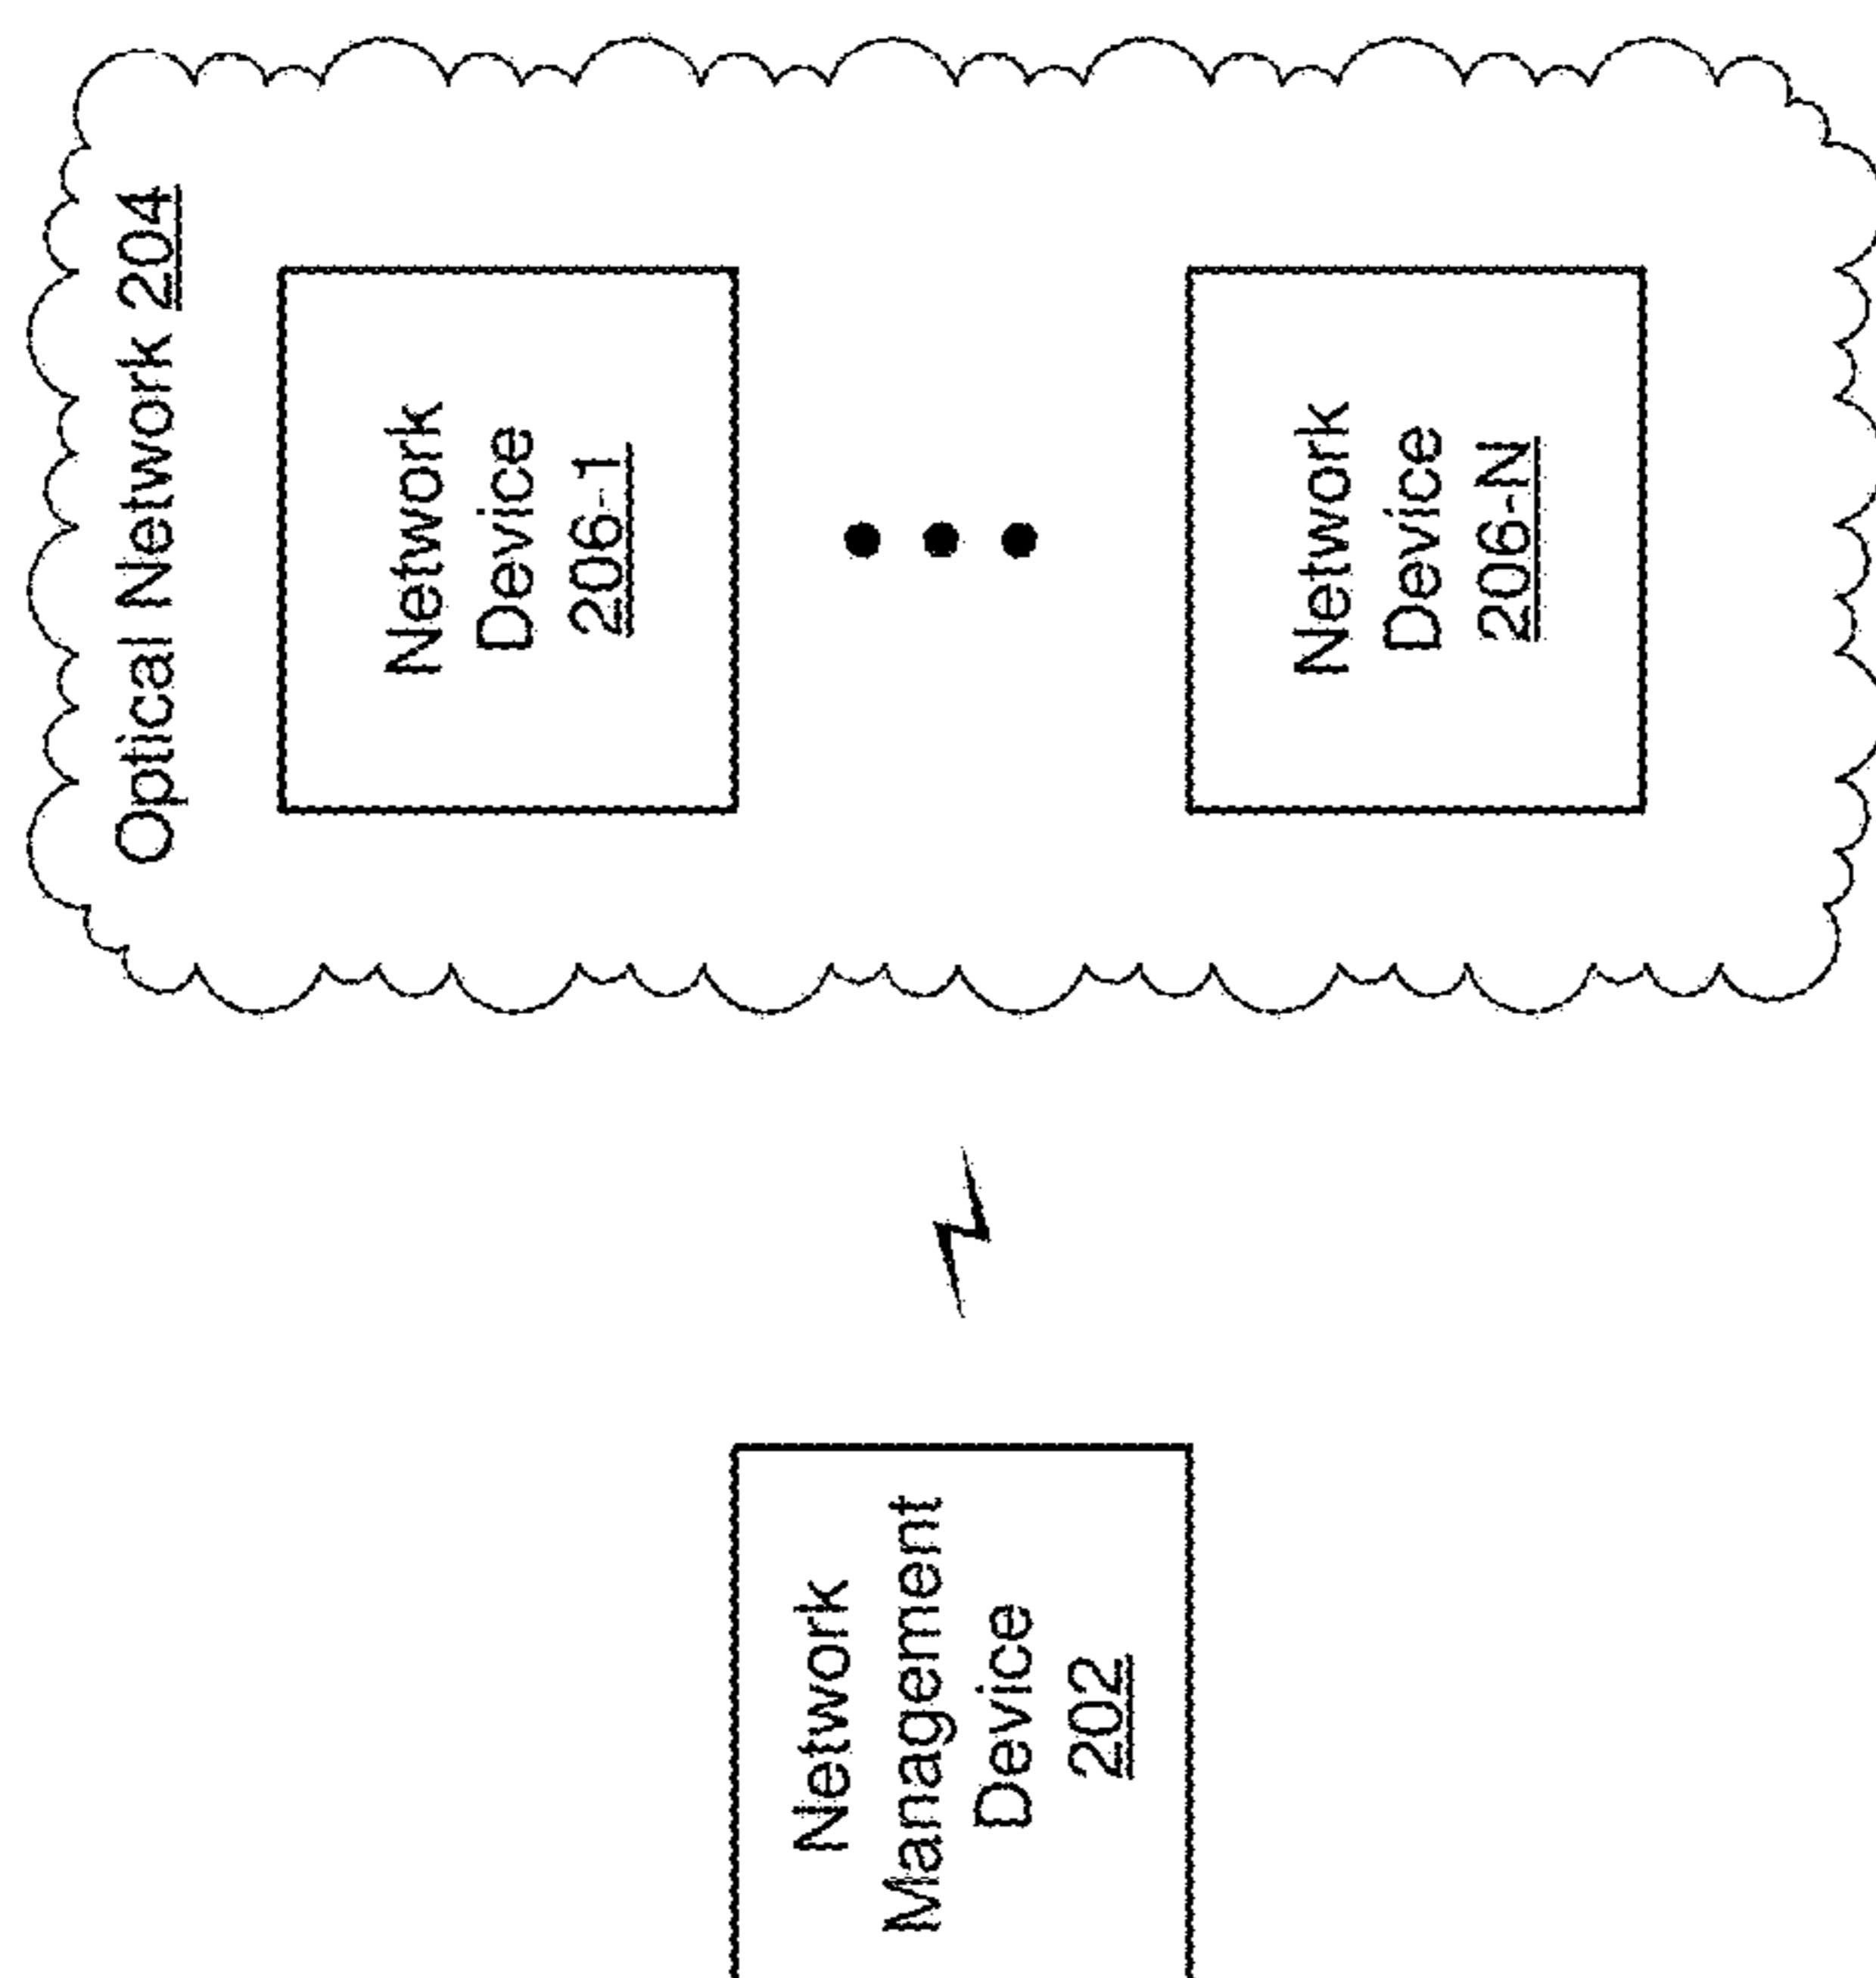 Optical Network 204
Network
Device
206-1
Network
Device
206-N
Network
Management
Device
202